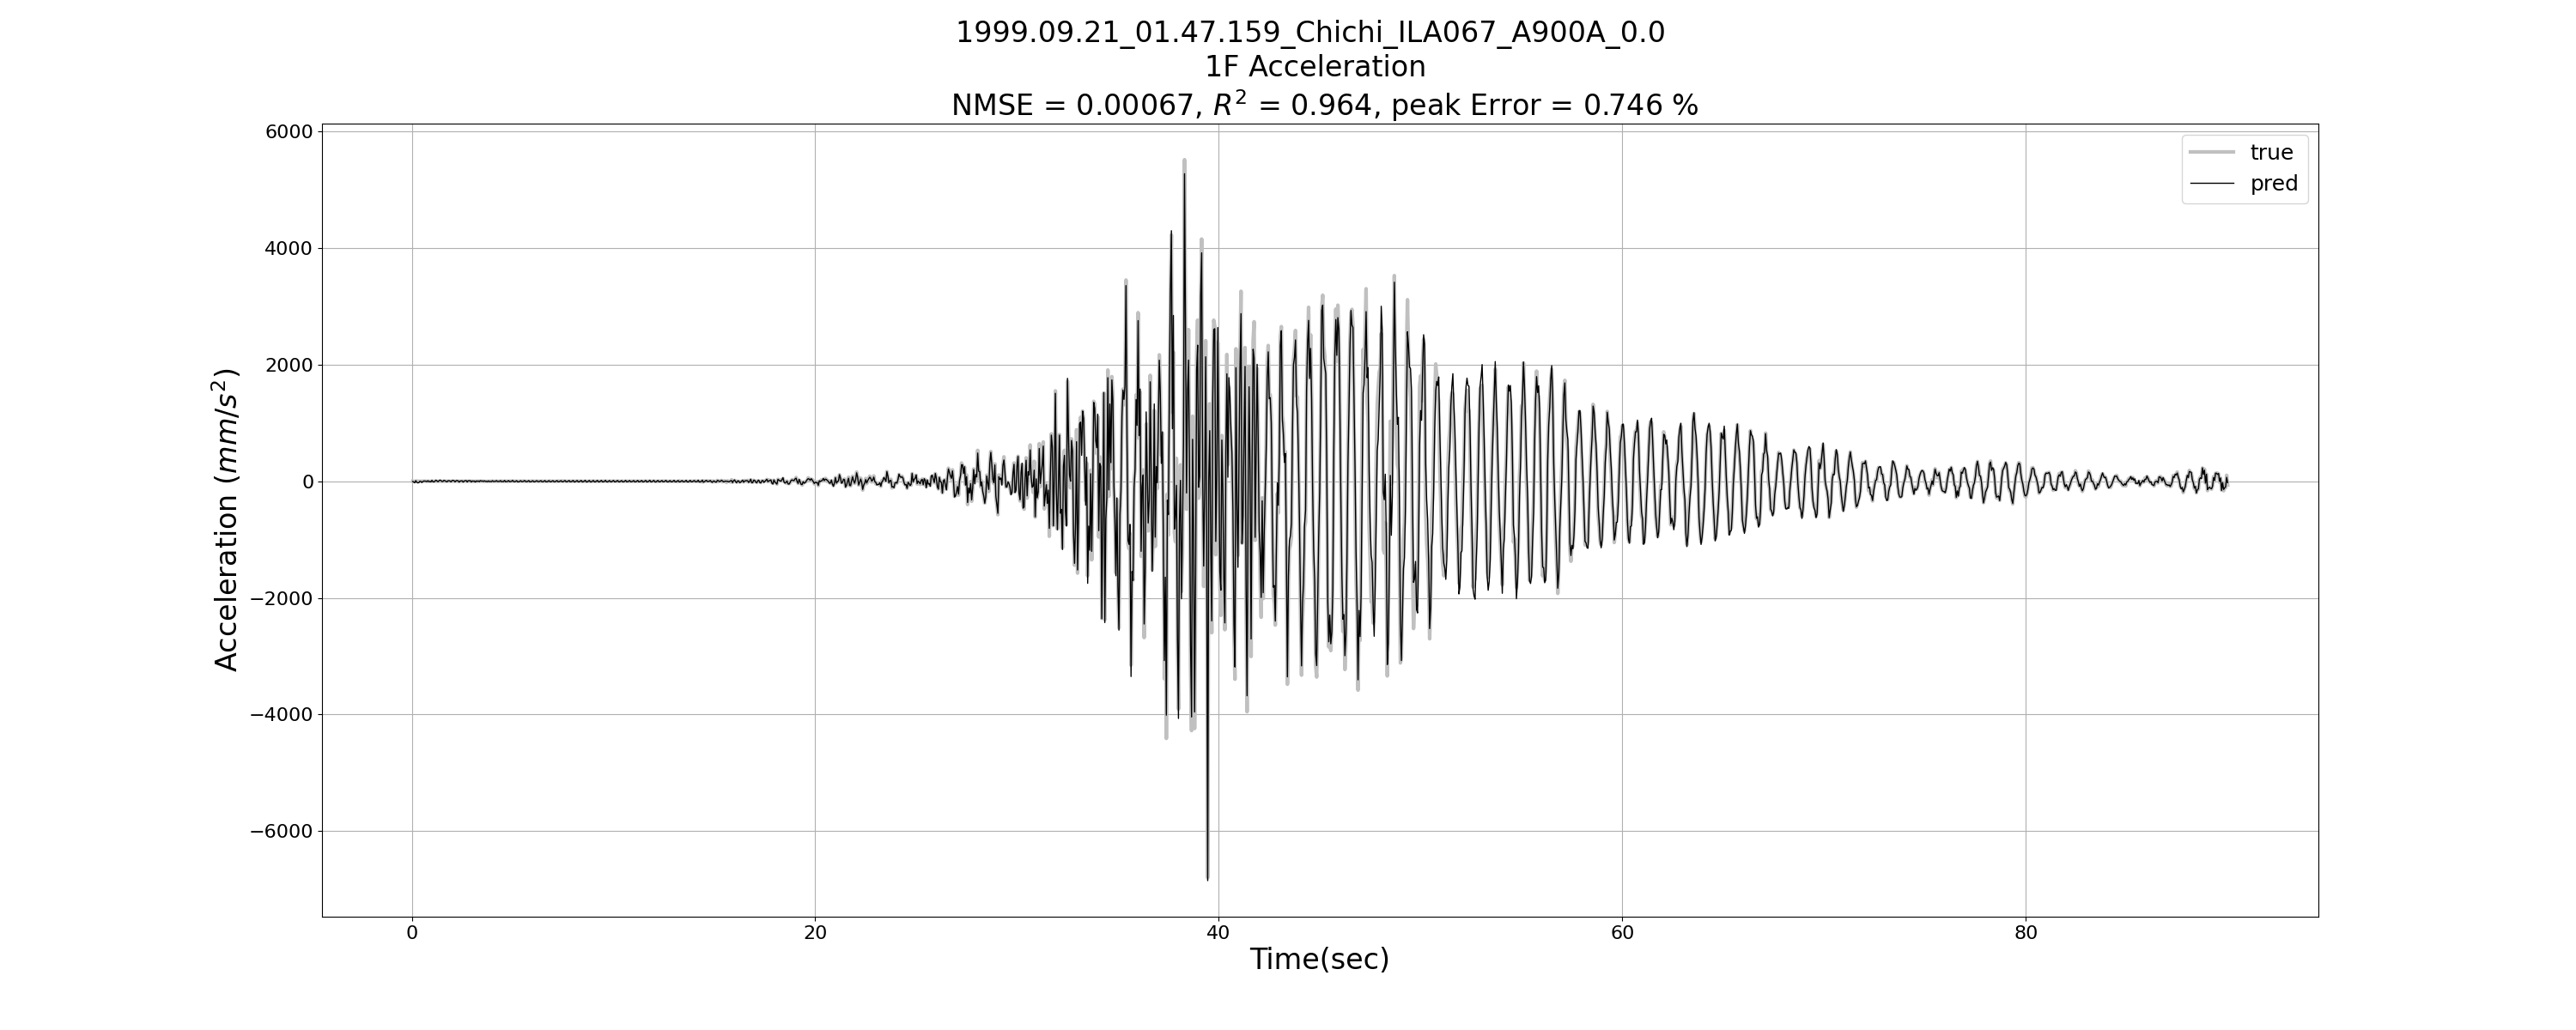 1999.09.21_01.47.159_Chichi_ILA067_A900A_0.0
1F Acceleration
NMSE = 0.00067, R² = 0.964, peak Error = 0.746 %
true
pred
6000
4000
2000
0
−2000
−4000
−6000
Acceleration (mm/s²)
0 20 40 60 80
Time(sec)